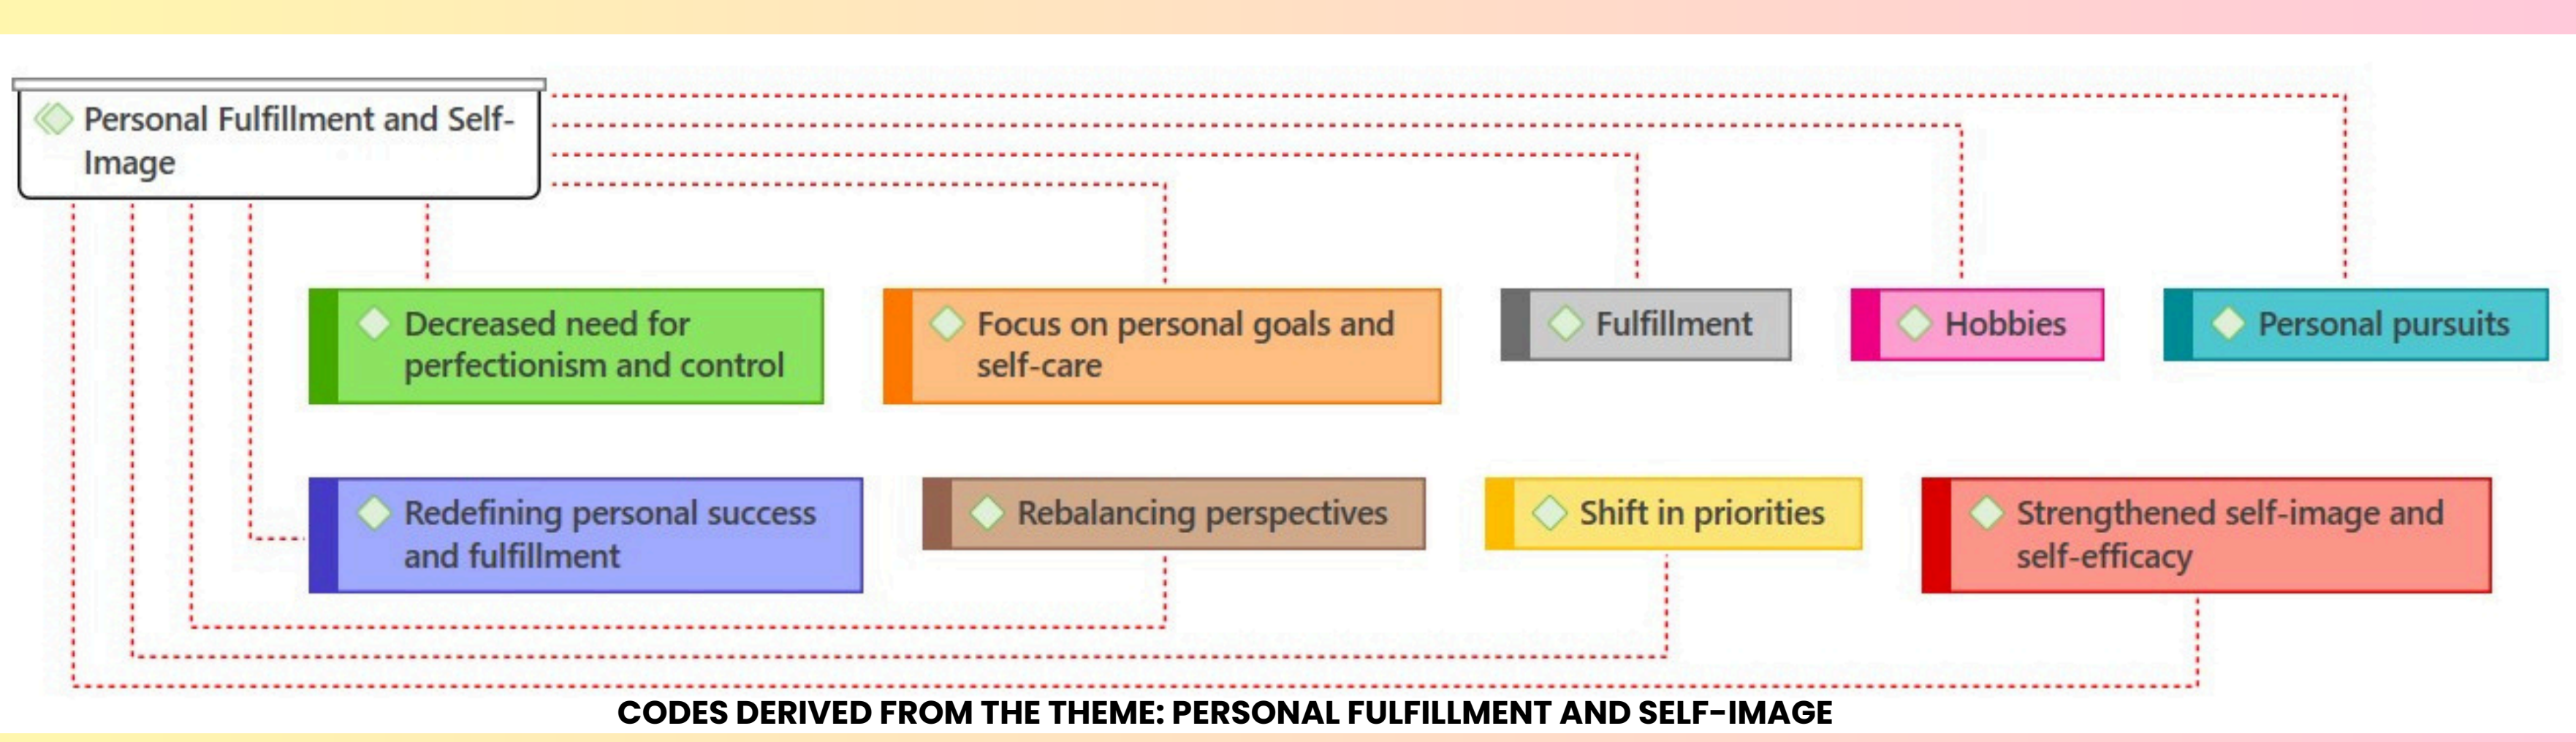 Personal Fulfillment and Self-
Image
Decreased need for
perfectionism and control
Focus on personal goals and
self-care
Fulfillment
Hobbies
Personal pursuits
Redefining personal success
and fulfillment
Rebalancing perspectives
Shift in priorities
Strengthened self-image and
self-efficacy
CODES DERIVED FROM THE THEME: PERSONAL FULFILLMENT AND SELF-IMAGE